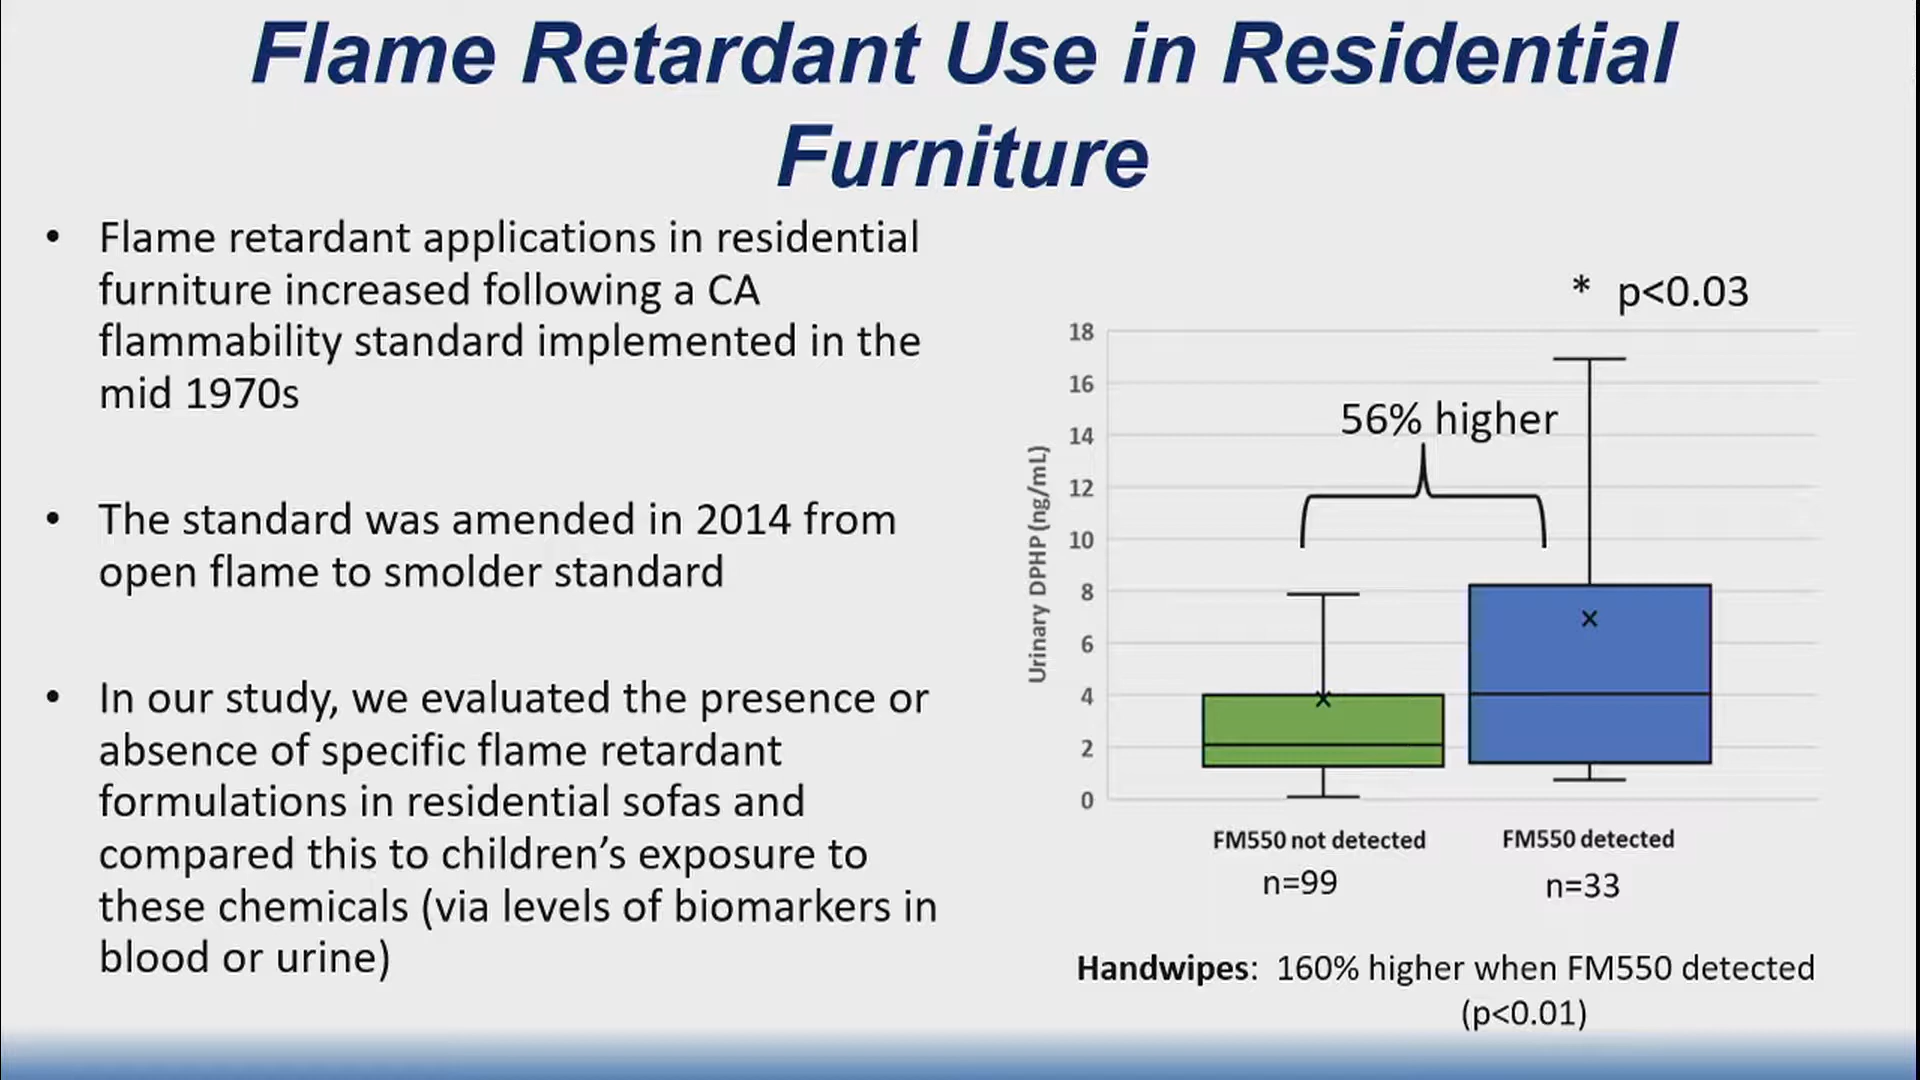 Flame Retardant Use in Residential
Furniture
• Flame retardant applications in residential
furniture increased following a CA
flammability standard implemented in the
mid 1970s
• The standard was amended in 2014 from
open flame to smolder standard
• In our study, we evaluated the presence or
absence of specific flame retardant
formulations in residential sofas and
compared this to children’s exposure to
these chemicals (via levels of biomarkers in
blood or urine)
* p<0.03
56% higher
Urinary DPHP (ng/mL)
18
16
14
12
10
8
6
4
2
0
FM550 not detected
FM550 detected
n=99
n=33
Handwipes: 160% higher when FM550 detected
(p<0.01)